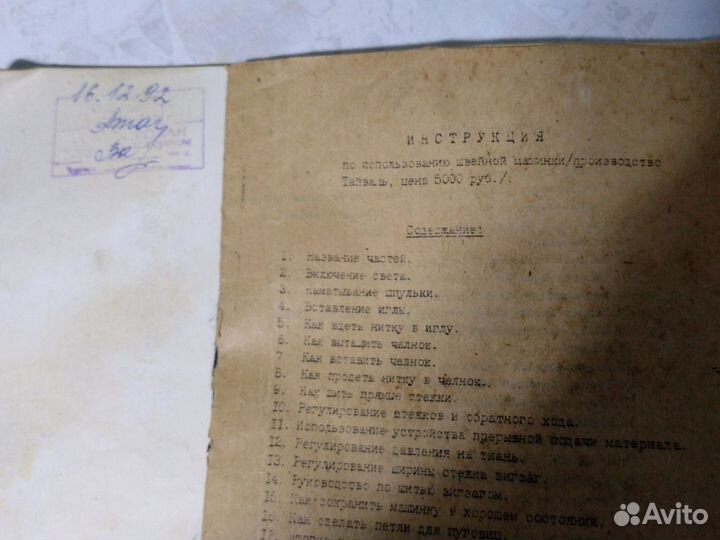 16.12.92
ИНСТРУКЦИЯ
по использованию швейной машинки/производство
Тайваль, цена 5000 руб./.
Содержание:
1. Название частей.
2. Включение света.
3. Наматывание шпульки.
4. Вставление иглы.
5. Как вдеть нитку в иглу.
6. Как вытащить челнок.
7 Как вставить челнок.
8. Как продеть нитку в челнок.
9. Как шить прямые стежки.
10. Регулирование стежков и обратного хода.
11. Использование устройства прерывной подачи материала.
12. Регулирование давления на ткань.
13. Регулирование ширины стежка зигзаг.
14. Руководство по шитью зигзагом.
15. Как сохранить машинку в хорошем состоянии.
16. Как сделать петли для пуговиц.
17.
Avito